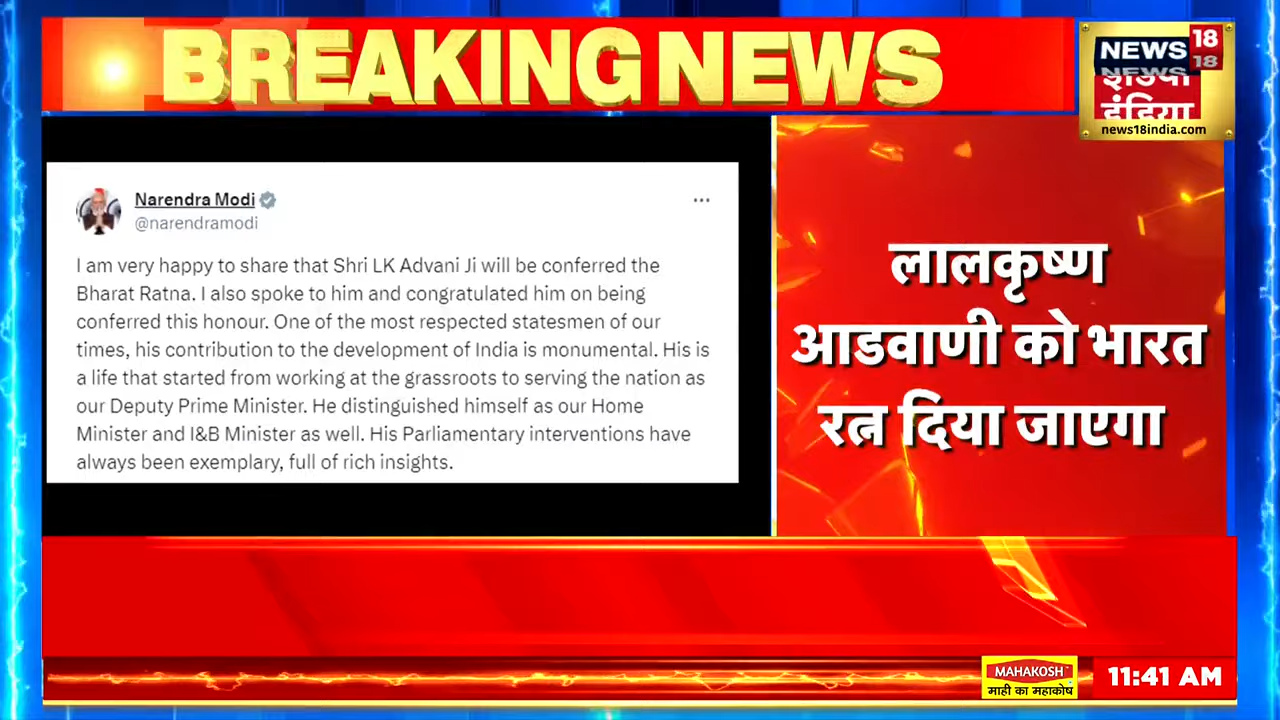 BREAKING NEWS
NEWS 18
NEWS 18
इंडिया
इंडिया
news18india.com
Narendra Modi
@narendramodi
I am very happy to share that Shri LK Advani Ji will be conferred the
Bharat Ratna. I also spoke to him and congratulated him on being
conferred this honour. One of the most respected statesmen of our
times, his contribution to the development of India is monumental. His is
a life that started from working at the grassroots to serving the nation as
our Deputy Prime Minister. He distinguished himself as our Home
Minister and I&B Minister as well. His Parliamentary interventions have
always been exemplary, full of rich insights.
लालकृष्ण
आडवाणी को भारत
रत्न दिया जाएगा
MAHAKOSH
माही का महाकोष
11:41 AM